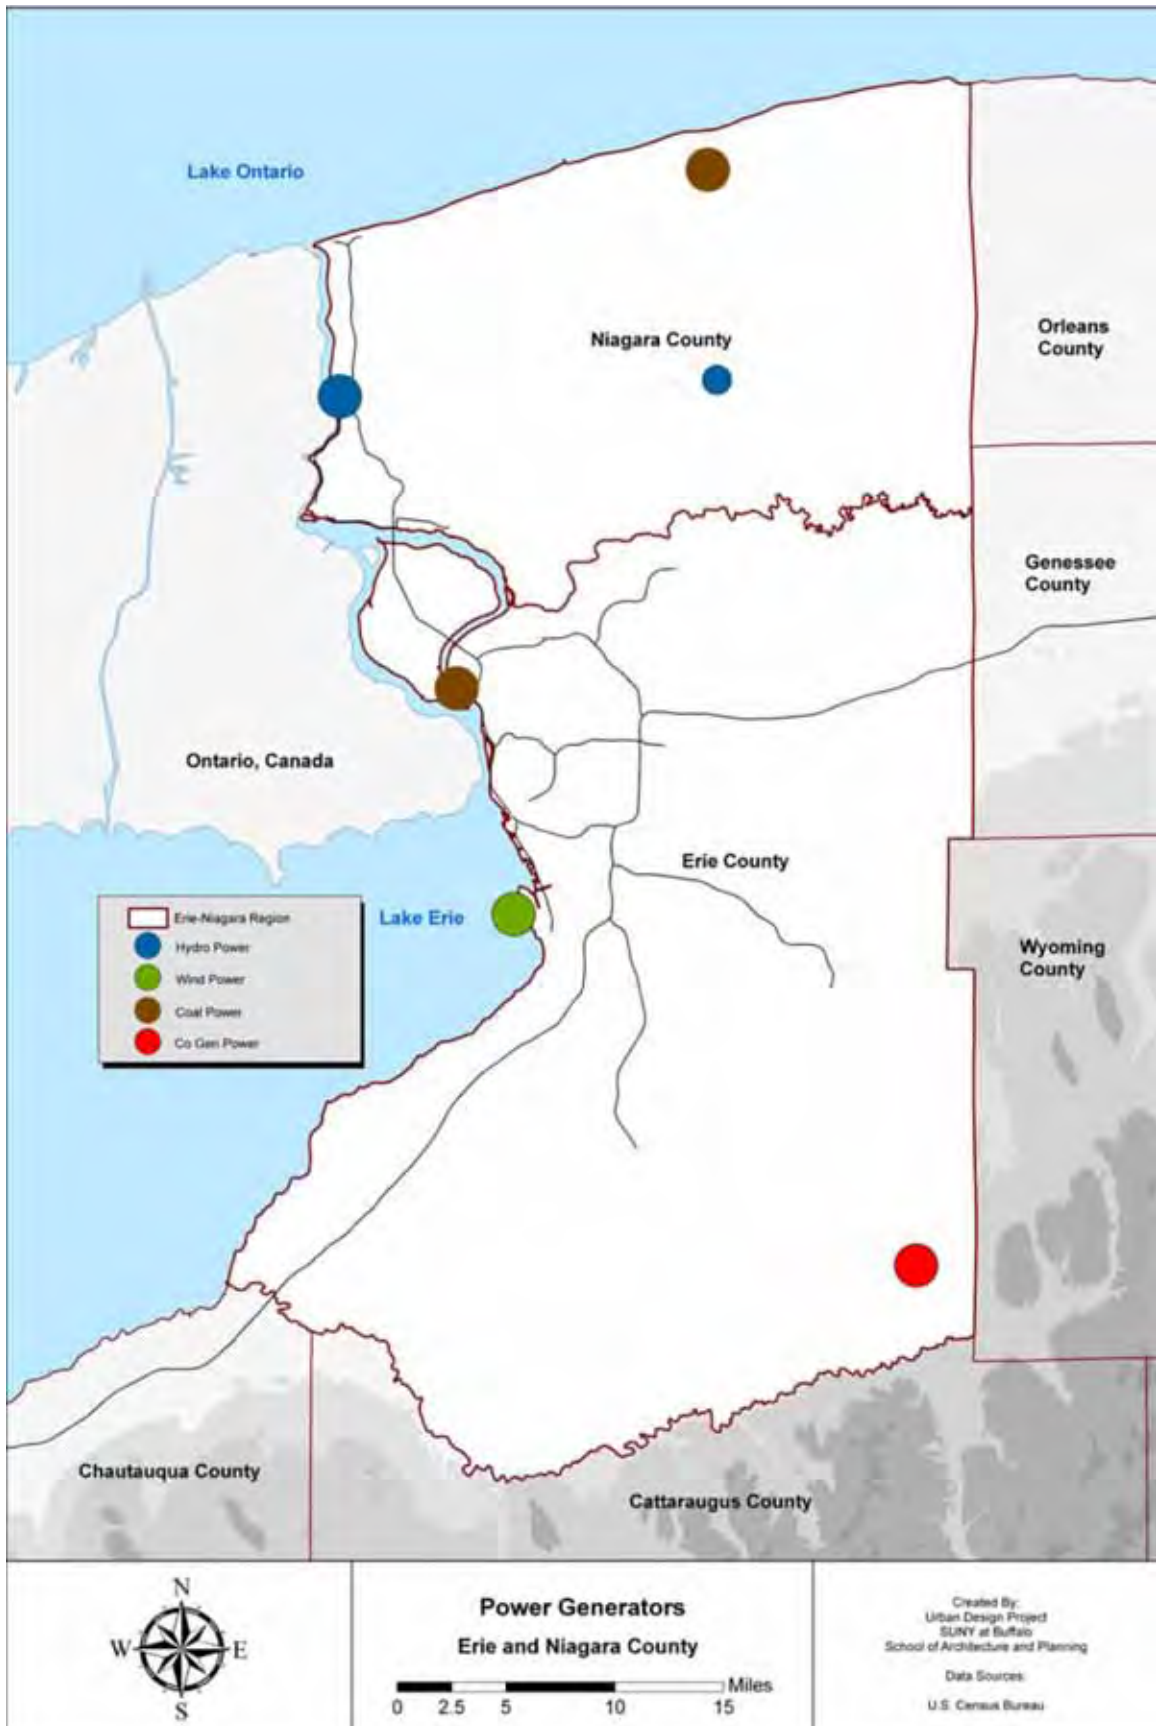 Lake Ontario
Niagara County
Orleans
County
Genessee
County
Ontario, Canada
Erie County
Lake Erie
Wyoming
County
Erie-Niagara Region
Hydro Power
Wind Power
Coal Power
Co Gen Power
Chautauqua County
Cattaraugus County
N
W
E
S
Power Generators
Erie and Niagara County
Miles
0 2.5 5 10 15
Created By:
Urban Design Project
SUNY at Buffalo
School of Architecture and Planning
Data Sources:
U.S. Census Bureau